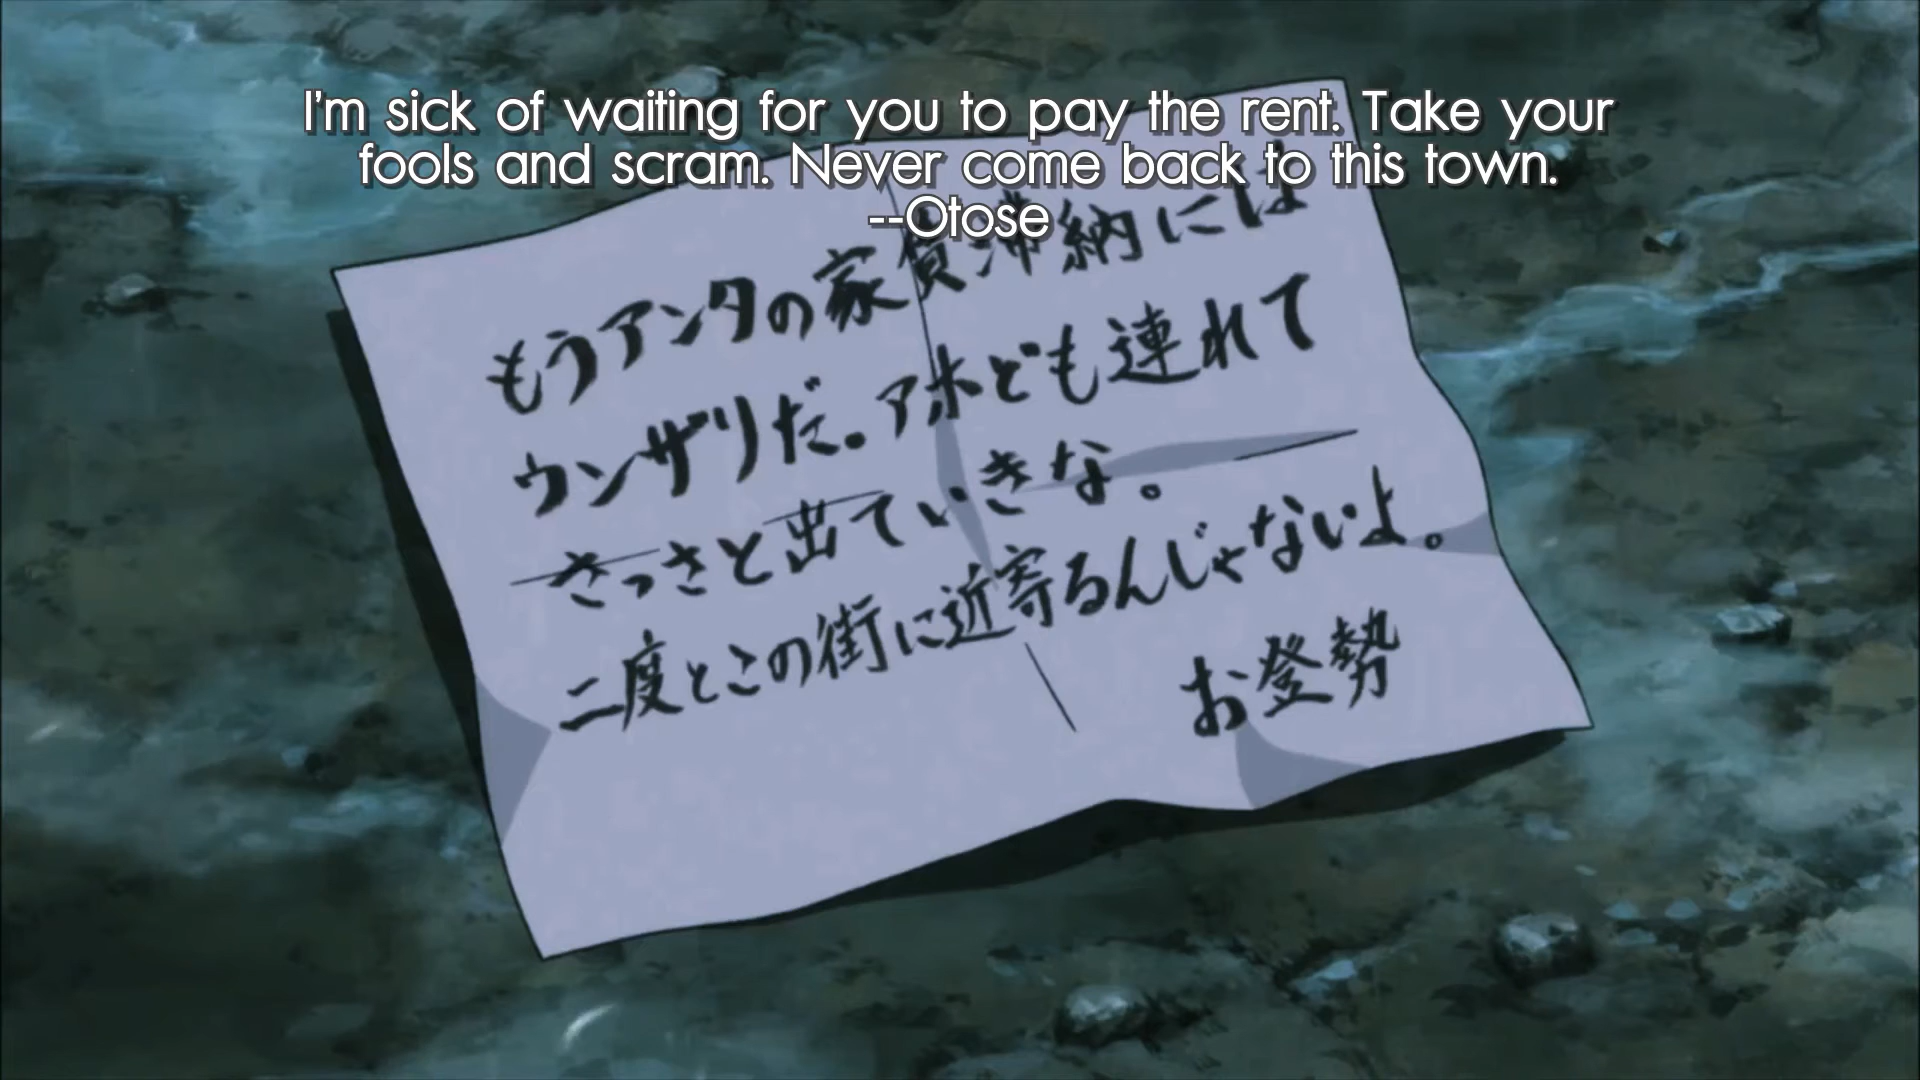 I'm sick of waiting for you to pay the rent. Take your
fools and scram. Never come back to this town.
--Otose
もうアンタの家賃滞納には
ウンザリだ。アホども連れて
さっさと出ていきな。
二度とこの街に近寄るんじゃないよ。
お登勢